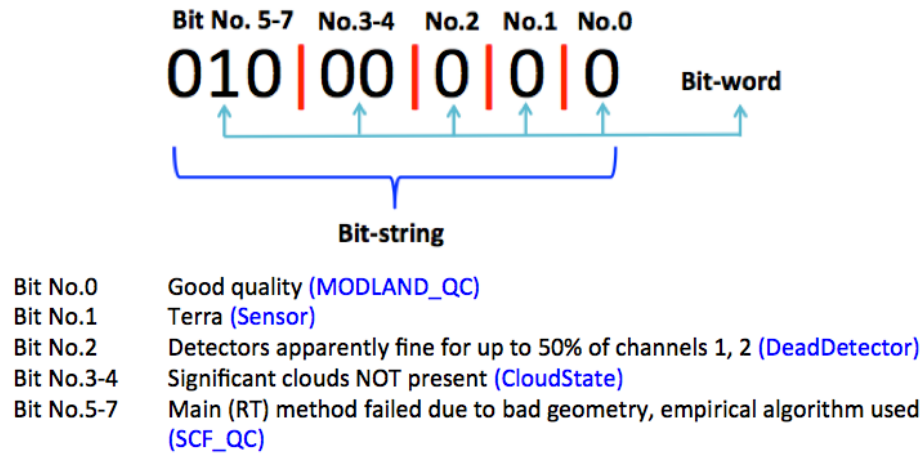 Bit No. 5-7 No.3-4 No.2 No.1 No.0
010 | 00 | 0 | 0 | 0 Bit-word
Bit-string
Bit No.0 Good quality (MODLAND_QC)
Bit No.1 Terra (Sensor)
Bit No.2 Detectors apparently fine for up to 50% of channels 1, 2 (DeadDetector)
Bit No.3-4 Significant clouds NOT present (CloudState)
Bit No.5-7 Main (RT) method failed due to bad geometry, empirical algorithm used
(SCF_QC)